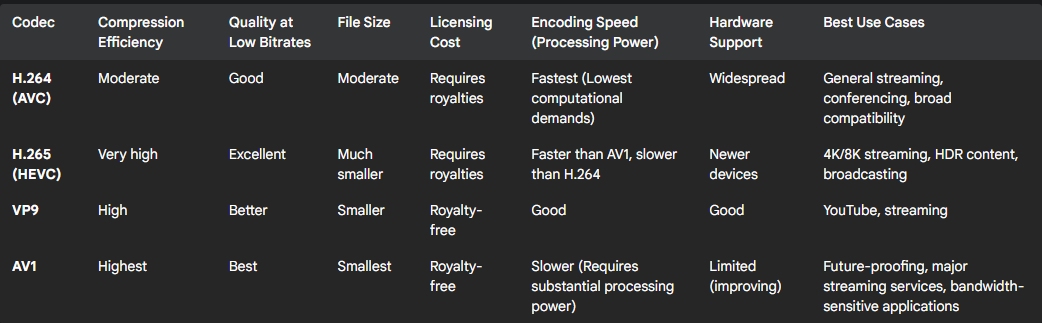 Codec
Compression Efficiency
Quality at Low Bitrates
File Size
Licensing Cost
Encoding Speed (Processing Power)
Hardware Support
Best Use Cases
H.264 (AVC)
Moderate
Good
Moderate
Requires royalties
Fastest (Lowest computational demands)
Widespread
General streaming, conferencing, broad compatibility
H.265 (HEVC)
Very high
Excellent
Much smaller
Requires royalties
Faster than AV1, slower than H.264
Newer devices
4K/8K streaming, HDR content, broadcasting
VP9
High
Better
Smaller
Royalty-free
Good
Good
YouTube, streaming
AV1
Highest
Best
Smallest
Royalty-free
Slower (Requires substantial processing power)
Limited (improving)
Future-proofing, major streaming services, bandwidth-sensitive applications